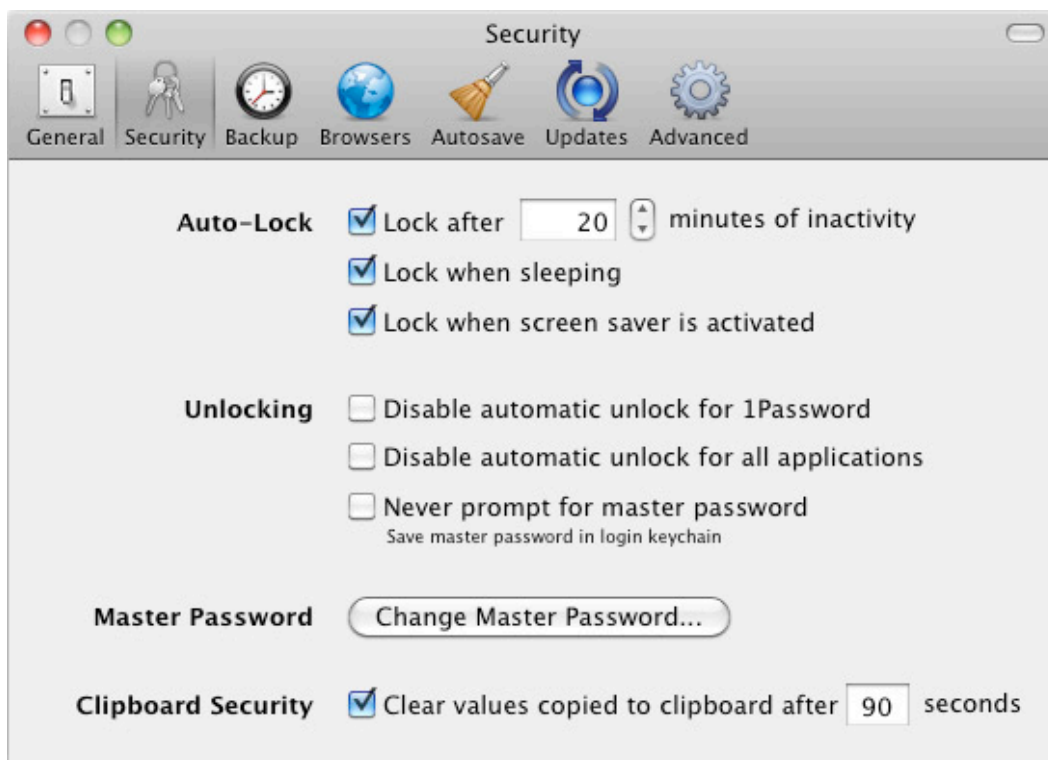 Security
General Security Backup Browsers Autosave Updates Advanced
Auto-Lock Lock after 20 minutes of inactivity
Lock when sleeping
Lock when screen saver is activated
Unlocking Disable automatic unlock for 1Password
Disable automatic unlock for all applications
Never prompt for master password
Save master password in login keychain
Master Password Change Master Password...
Clipboard Security Clear values copied to clipboard after 90 seconds